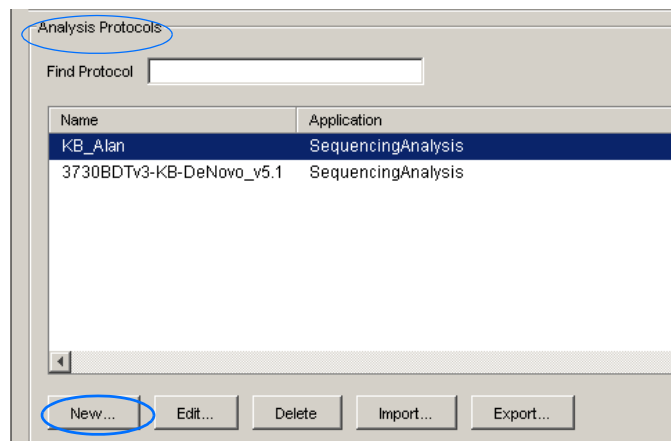 Analysis Protocols
Find Protocol
Name Application
KB_Alan SequencingAnalysis
3730BDTv3-KB-DeNovo_v5.1 SequencingAnalysis
New... Edit... Delete Import... Export...